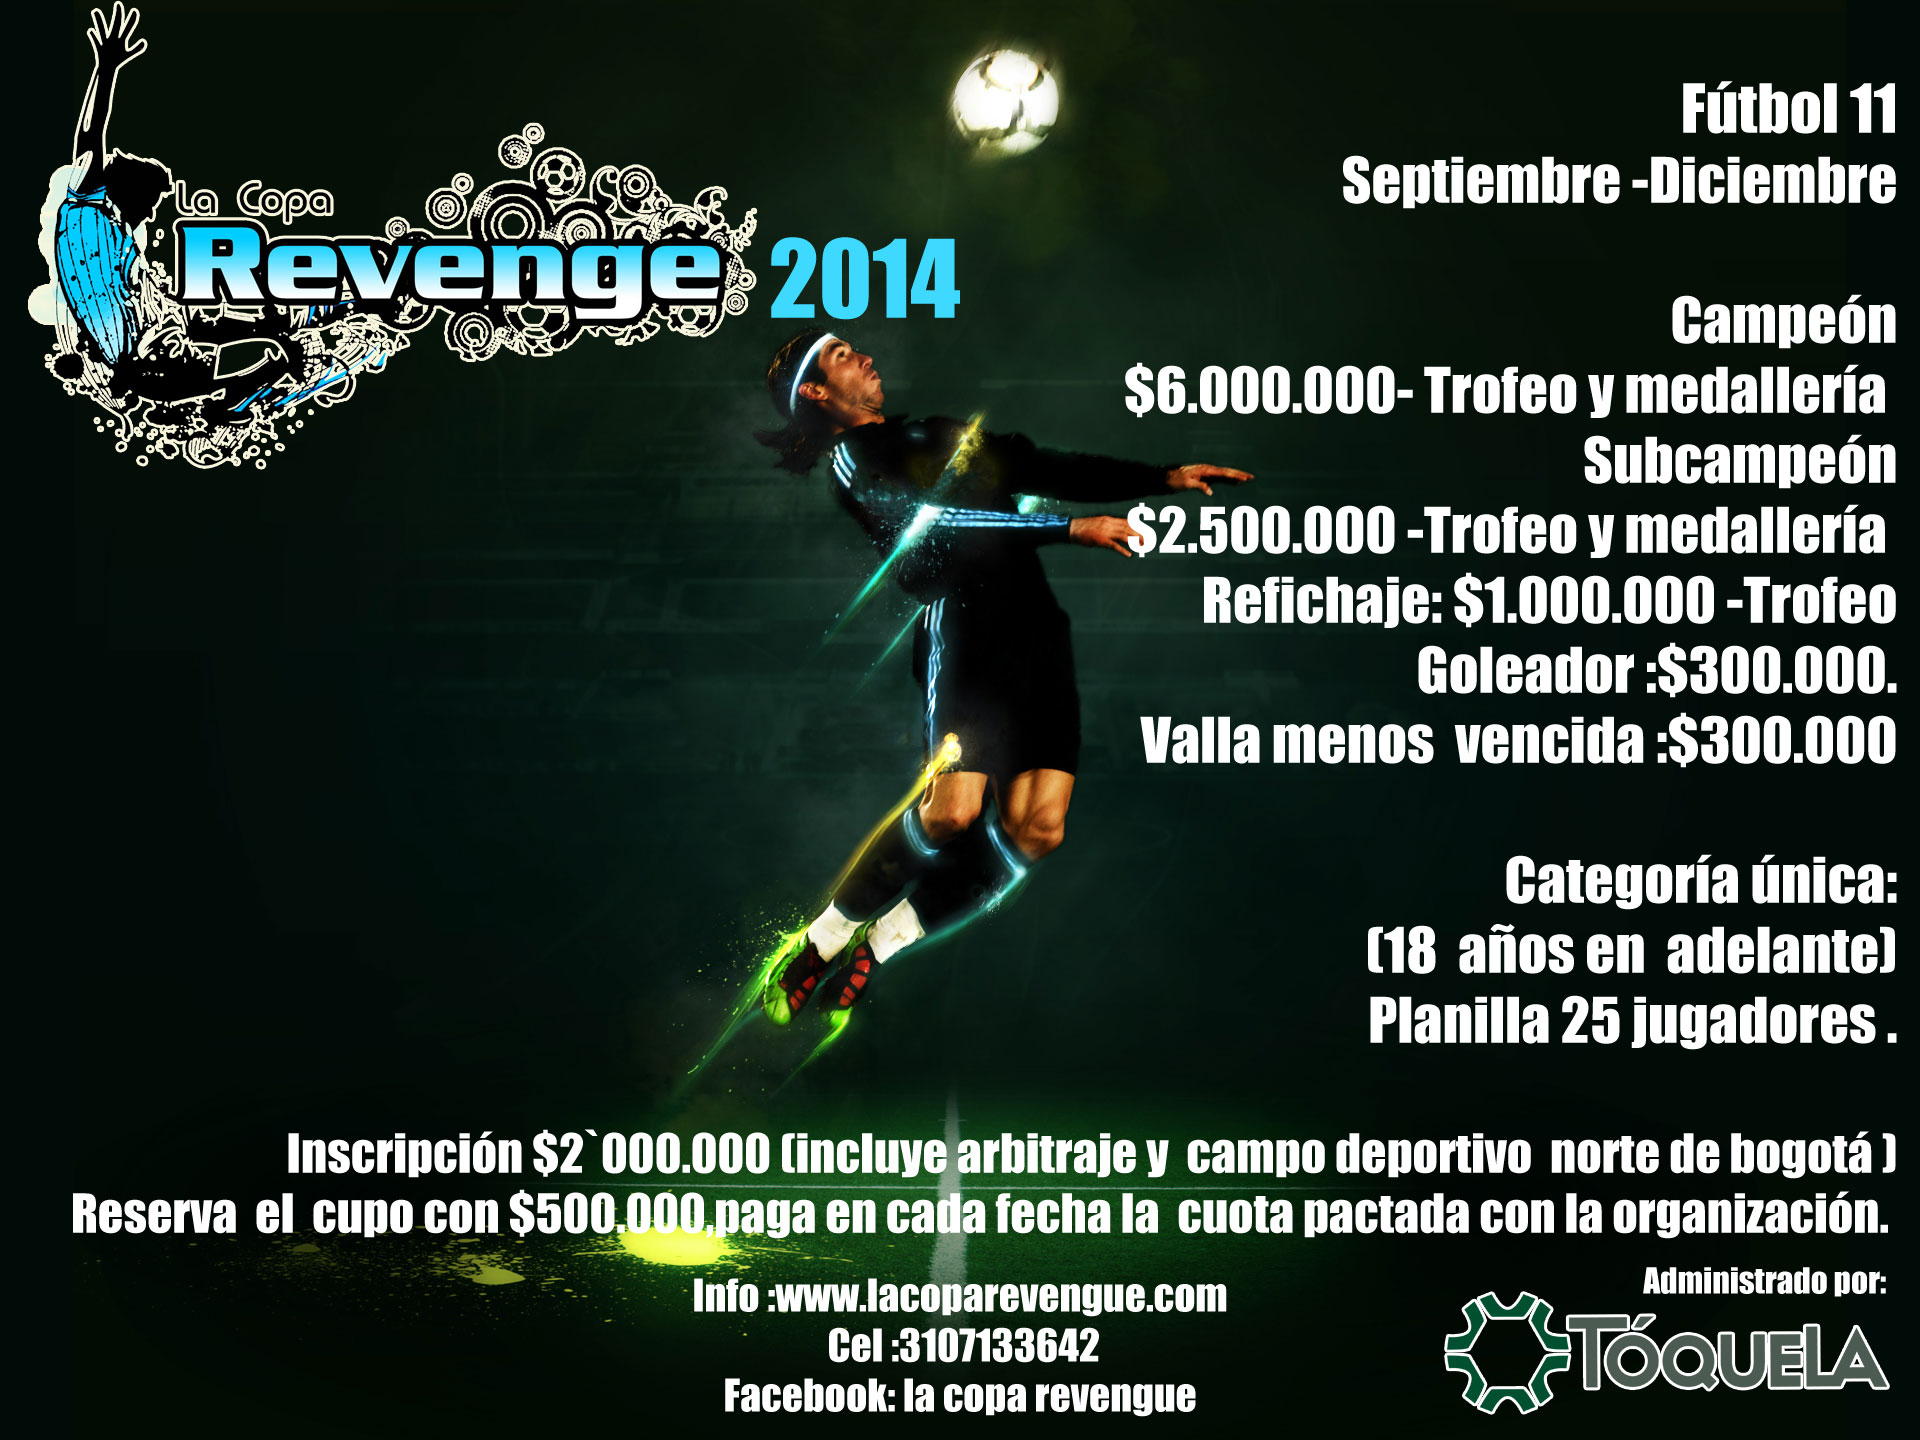 La Copa
Revenge 2014
Fútbol 11
Septiembre -Diciembre
Campeón
$6.000.000- Trofeo y medallería
Subcampeón
$2.500.000 -Trofeo y medallería
Refichaje: $1.000.000 -Trofeo
Goleador :$300.000.
Valla menos vencida :$300.000
Categoría única:
(18 años en adelante)
Planilla 25 jugadores .
Inscripción $2`000.000 (incluye arbitraje y campo deportivo norte de bogotá )
Reserva el cupo con $500.000,paga en cada fecha la cuota pactada con la organización.
Info :www.lacoparevengue.com
Cel :3107133642
Facebook: la copa revengue
Administrado por:
TÓQUELA